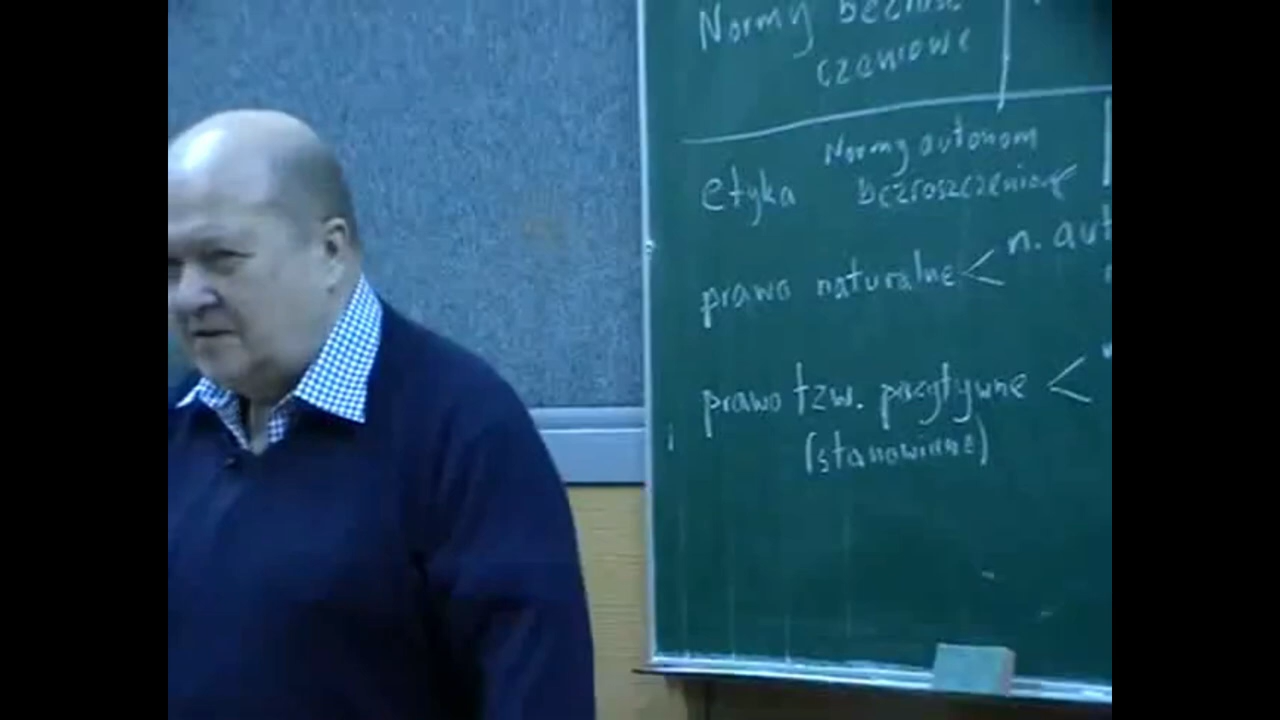 Normy bezrosz
czeniowe
Normy autonom
etyka bezroszczeniowe
prawo naturalne < n. aut
prawo tzw. pozytywne <
(stanowione)